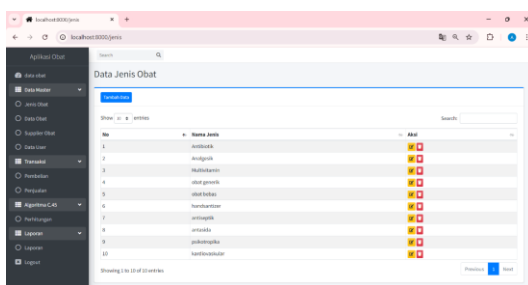 localhost:8000/jenis
localhost:8000/jenis
Aplikasi Obat
Search
data obat
Data Jenis Obat
Data Master
Tambah Data
Jenis Obat
Data Obat
Show 10 entries
Search:
Supplier Obat
No Nama Jenis Aksi
Data User
1 Antibiotik
Transaksi
2 Analgesik
Pembelian
3 Multivitamin
Penjualan
4 obat generik
5 obat bebas
Algoritma C.45
6 handsanitizer
Perhitungan
7 antiseptik
Laporan
8 antasida
Laporan
9 psikotropika
Logout
10 kardiovaskular
Showing 1 to 10 of 10 entries
Previous 1 Next